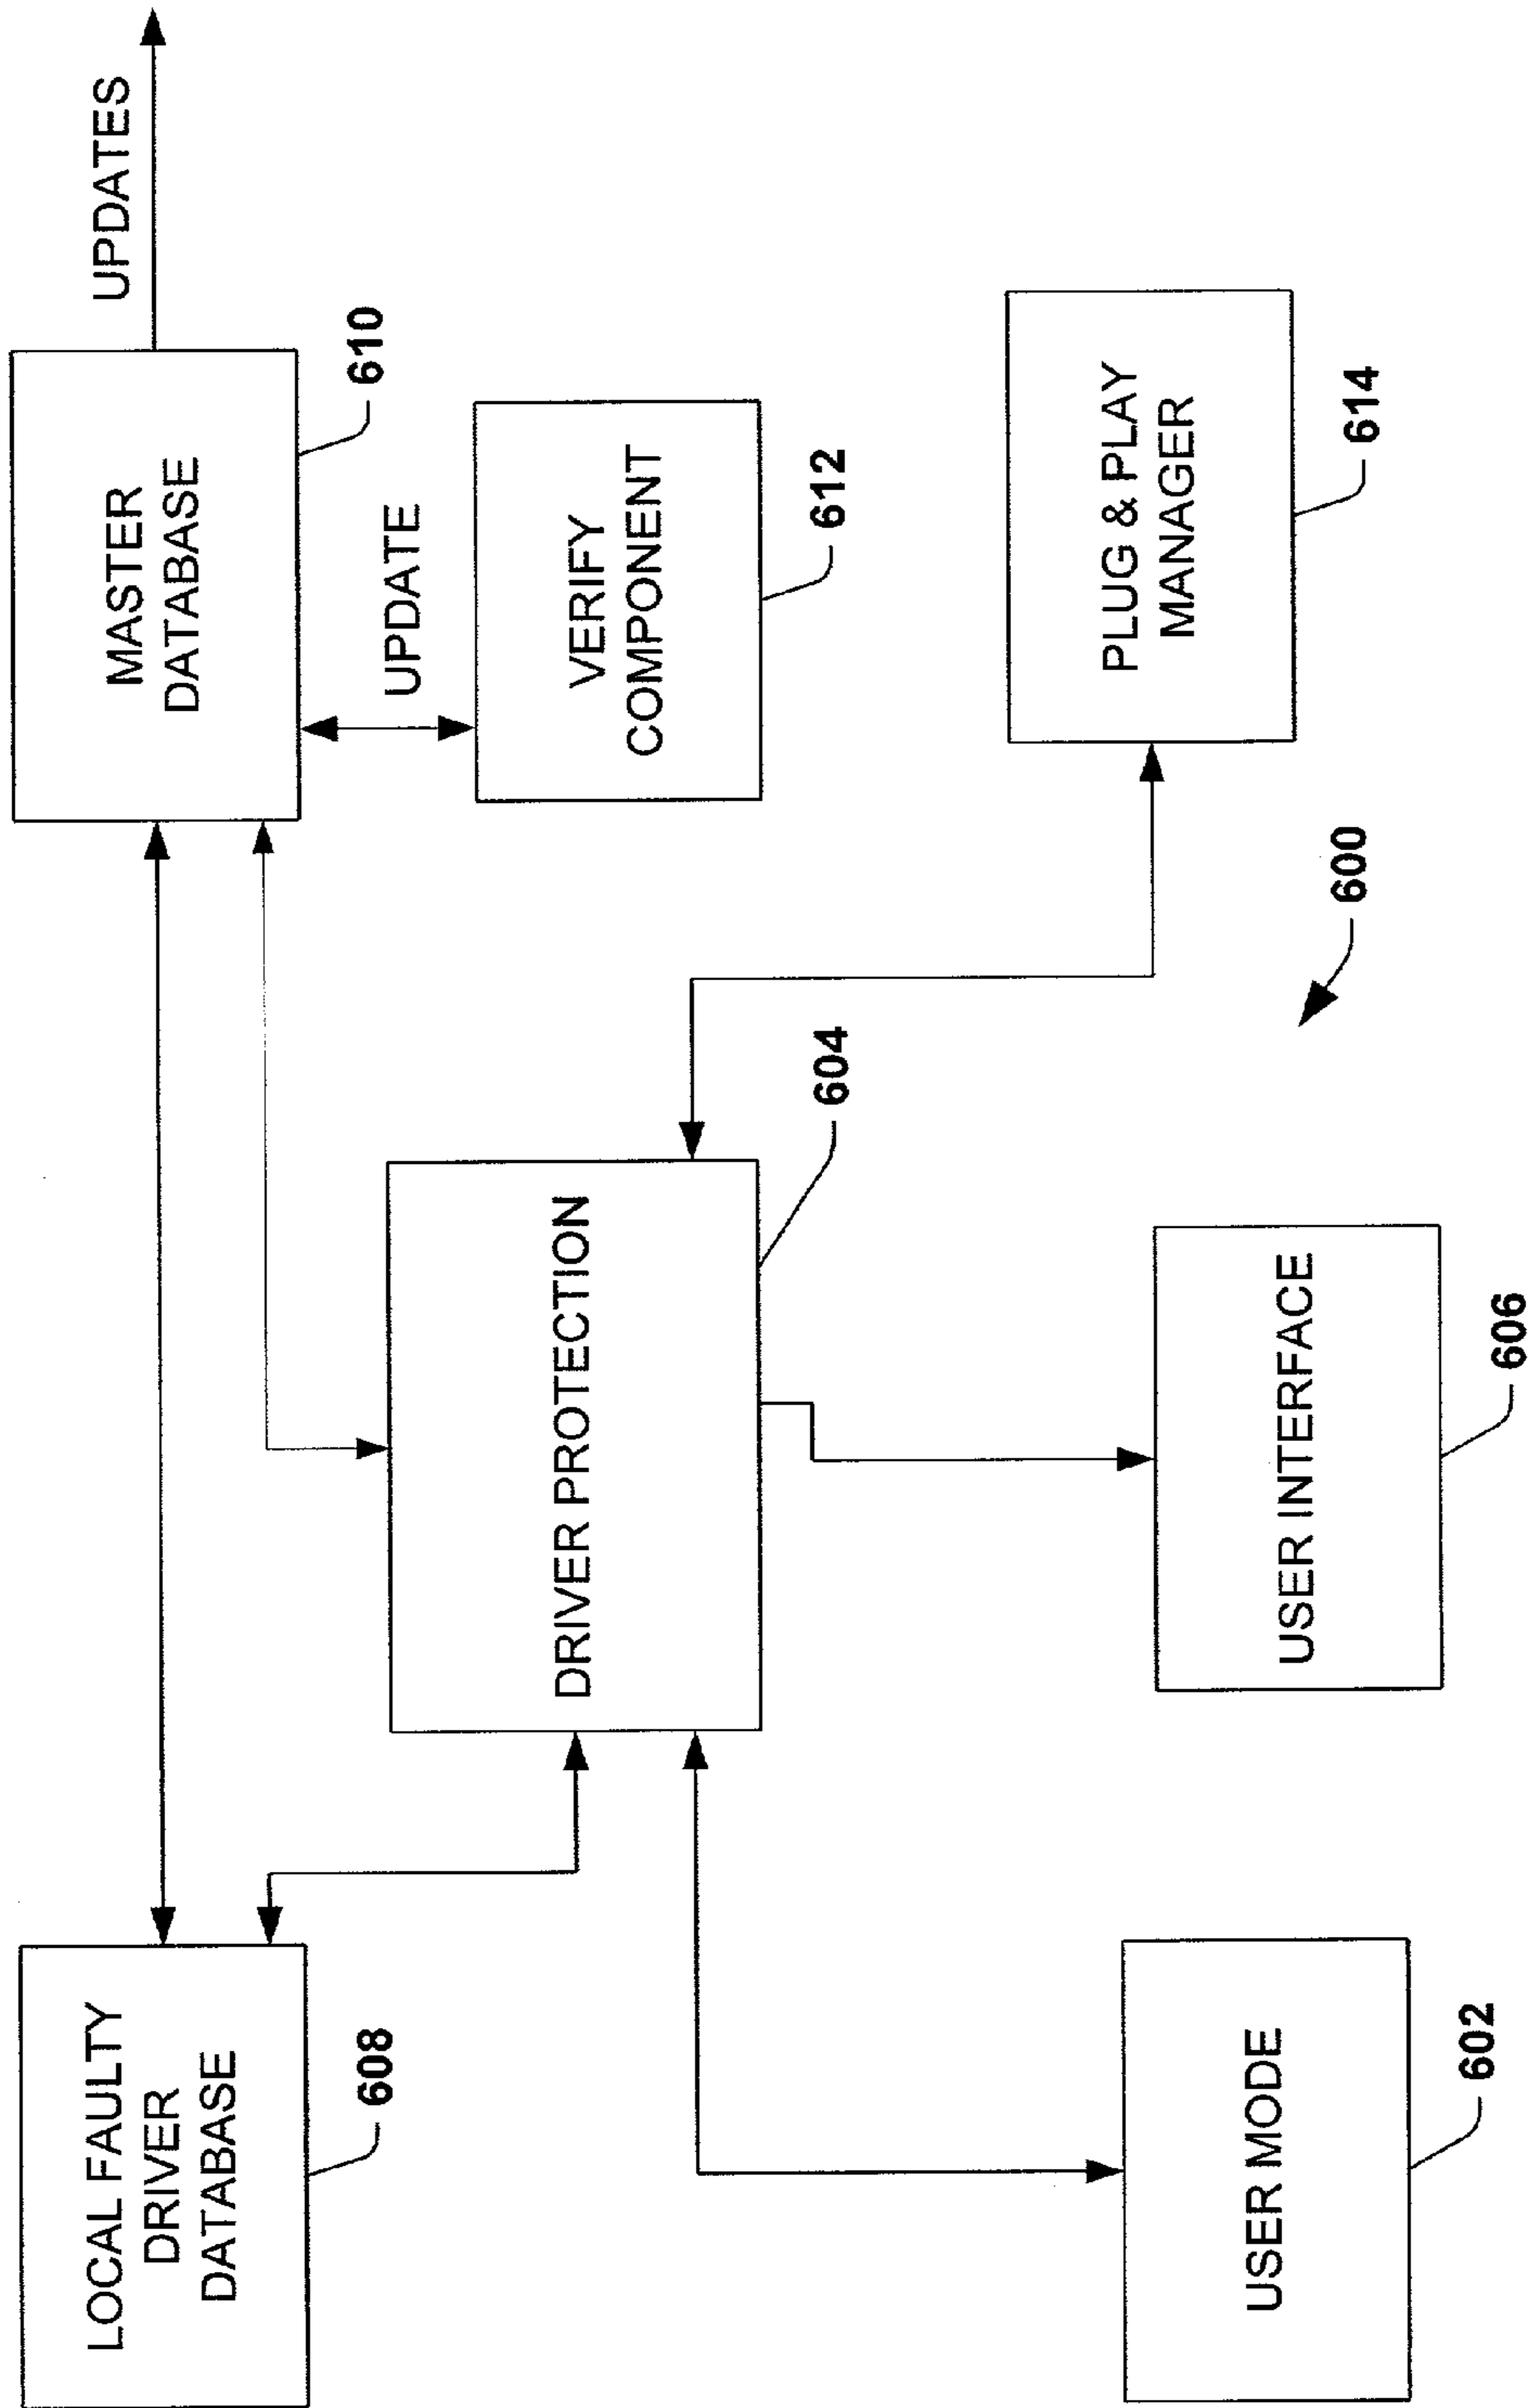 UPDATES
LOCAL FAULTY
DRIVER
DATABASE
608
MASTER
DATABASE
610
UPDATE
VERIFY
COMPONENT
612
DRIVER PROTECTION
604
PLUG & PLAY
MANAGER
614
USER MODE
602
USER INTERFACE
606
600